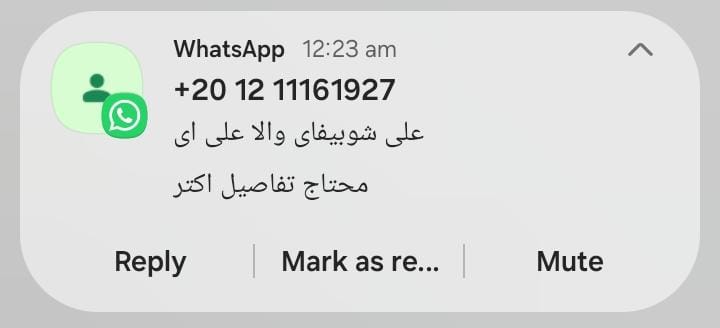 WhatsApp 12:23 am
+20 12 11161927
على شوبيفاى والا على اى
محتاج تفاصيل اكتر
Reply Mark as re... Mute